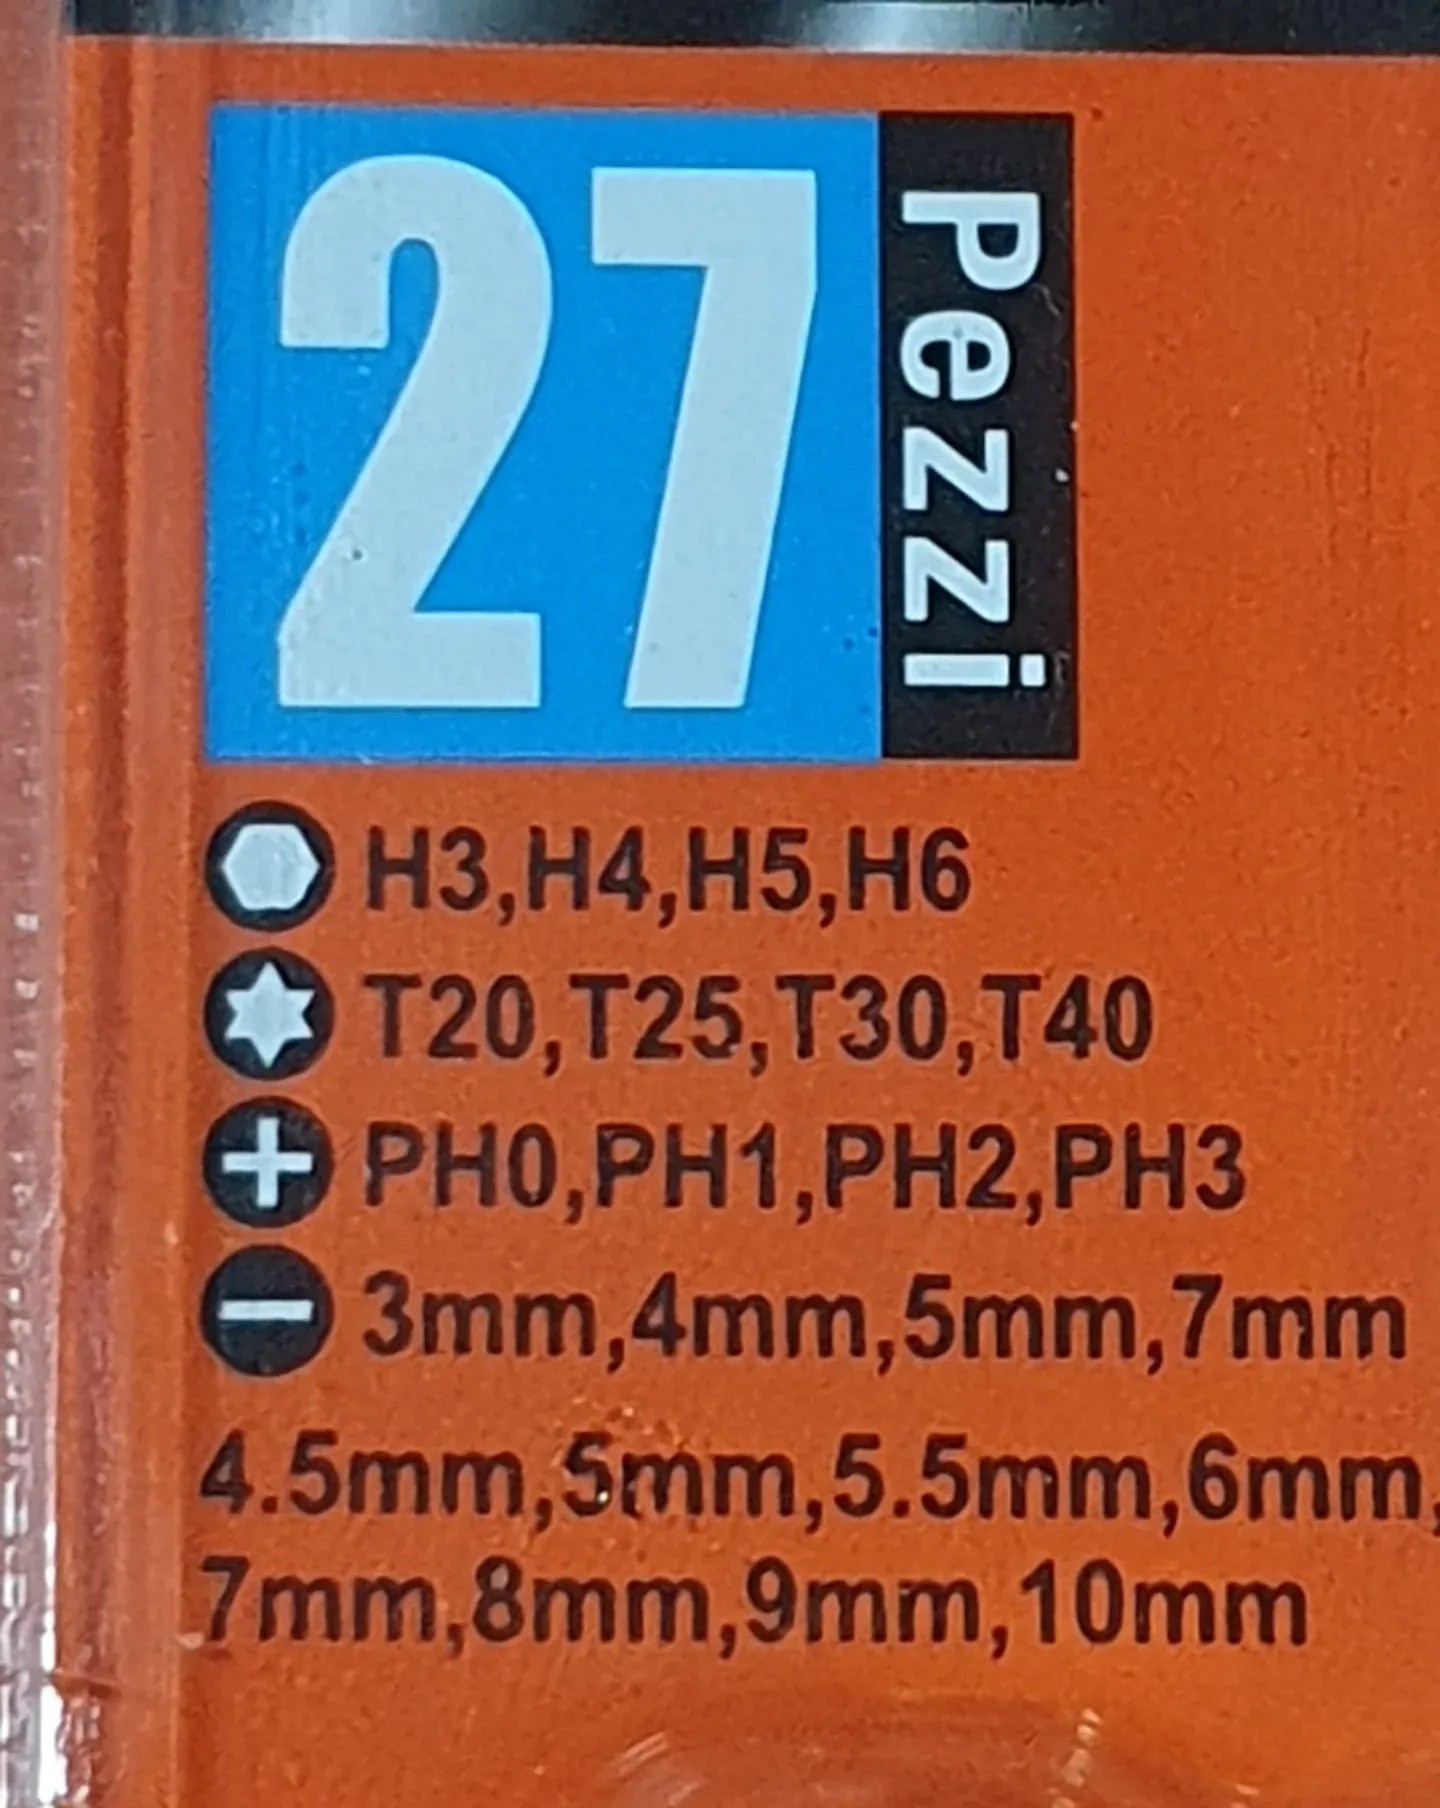 27
Pezzi
H3,H4,H5,H6
T20,T25,T30,T40
PH0,PH1,PH2,PH3
3mm,4mm,5mm,7mm
4.5mm,5mm,5.5mm,6mm,
7mm,8mm,9mm,10mm